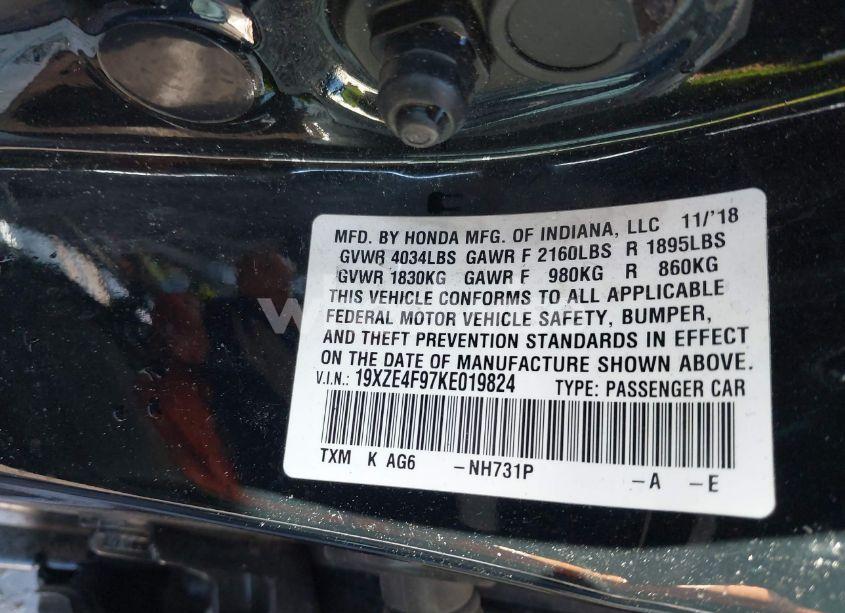 MFD. BY HONDA MFG. OF INDIANA, LLC 11/'18
GVWR 4034LBS GAWR F 2160LBS R 1895LBS
GVWR 1830KG GAWR F 980KG R 860KG
THIS VEHICLE CONFORMS TO ALL APPLICABLE
FEDERAL MOTOR VEHICLE SAFETY, BUMPER,
AND THEFT PREVENTION STANDARDS IN EFFECT
ON THE DATE OF MANUFACTURE SHOWN ABOVE.
V.I.N.: 19XZE4F97KE019824 TYPE: PASSENGER CAR
TXM K AG6 -NH731P -A -E